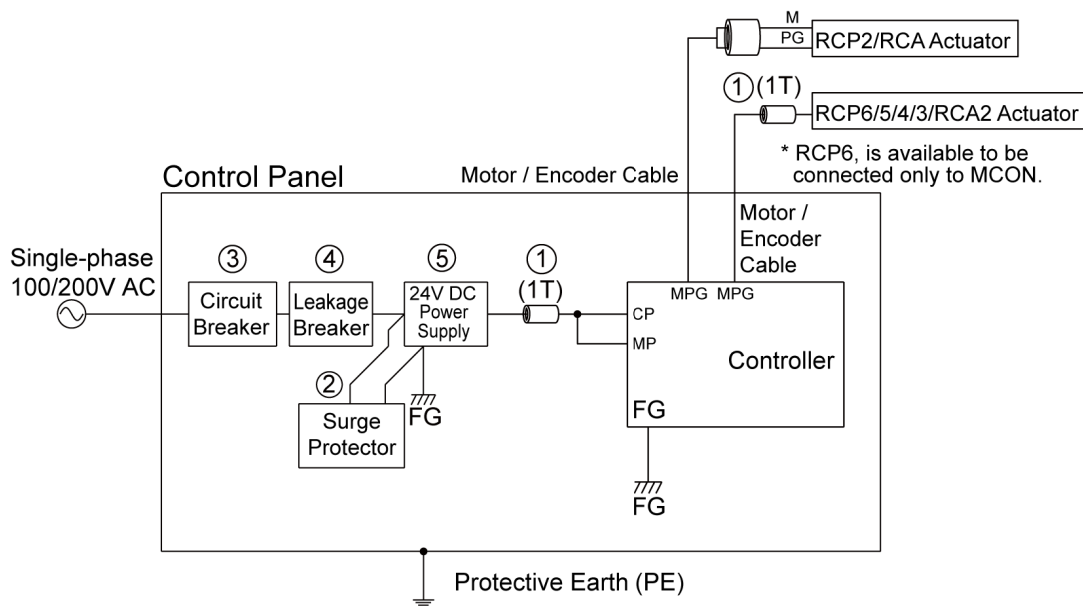 M
PG
RCP2/RCA Actuator
① (1T)
RCP6/5/4/3/RCA2 Actuator
* RCP6, is available to be
connected only to MCON.
Control Panel
Motor / Encoder Cable
Motor /
Encoder
Cable
Single-phase
100/200V AC
③
Circuit
Breaker
④
Leakage
Breaker
⑤
24V DC
Power
Supply
①
(1T)
MPG
MPG
CP
MP
Controller
FG
②
Surge
Protector
FG
FG
Protective Earth (PE)